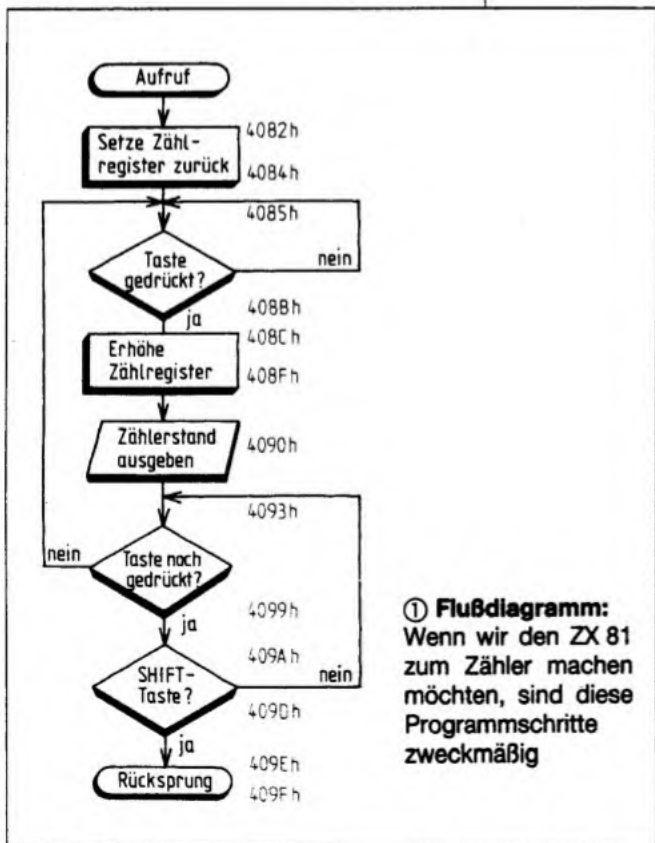 Aufruf
4082h
Setze Zähl-
register zurück
4084h
4085h
Taste
gedrückt?
nein
408Bh
ja
408Ch
Erhöhe
Zählregister
408Fh
Zählerstand
ausgeben
4090h
4093h
nein
Taste noch
gedrückt?
4099h
ja
409Ah
nein
SHIFT-
Taste?
409Dh
ja
409Eh
Rücksprung
409Fh
① Flußdiagramm:
Wenn wir den ZX 81
zum Zähler machen
möchten, sind diese
Programmschritte
zweckmäßig